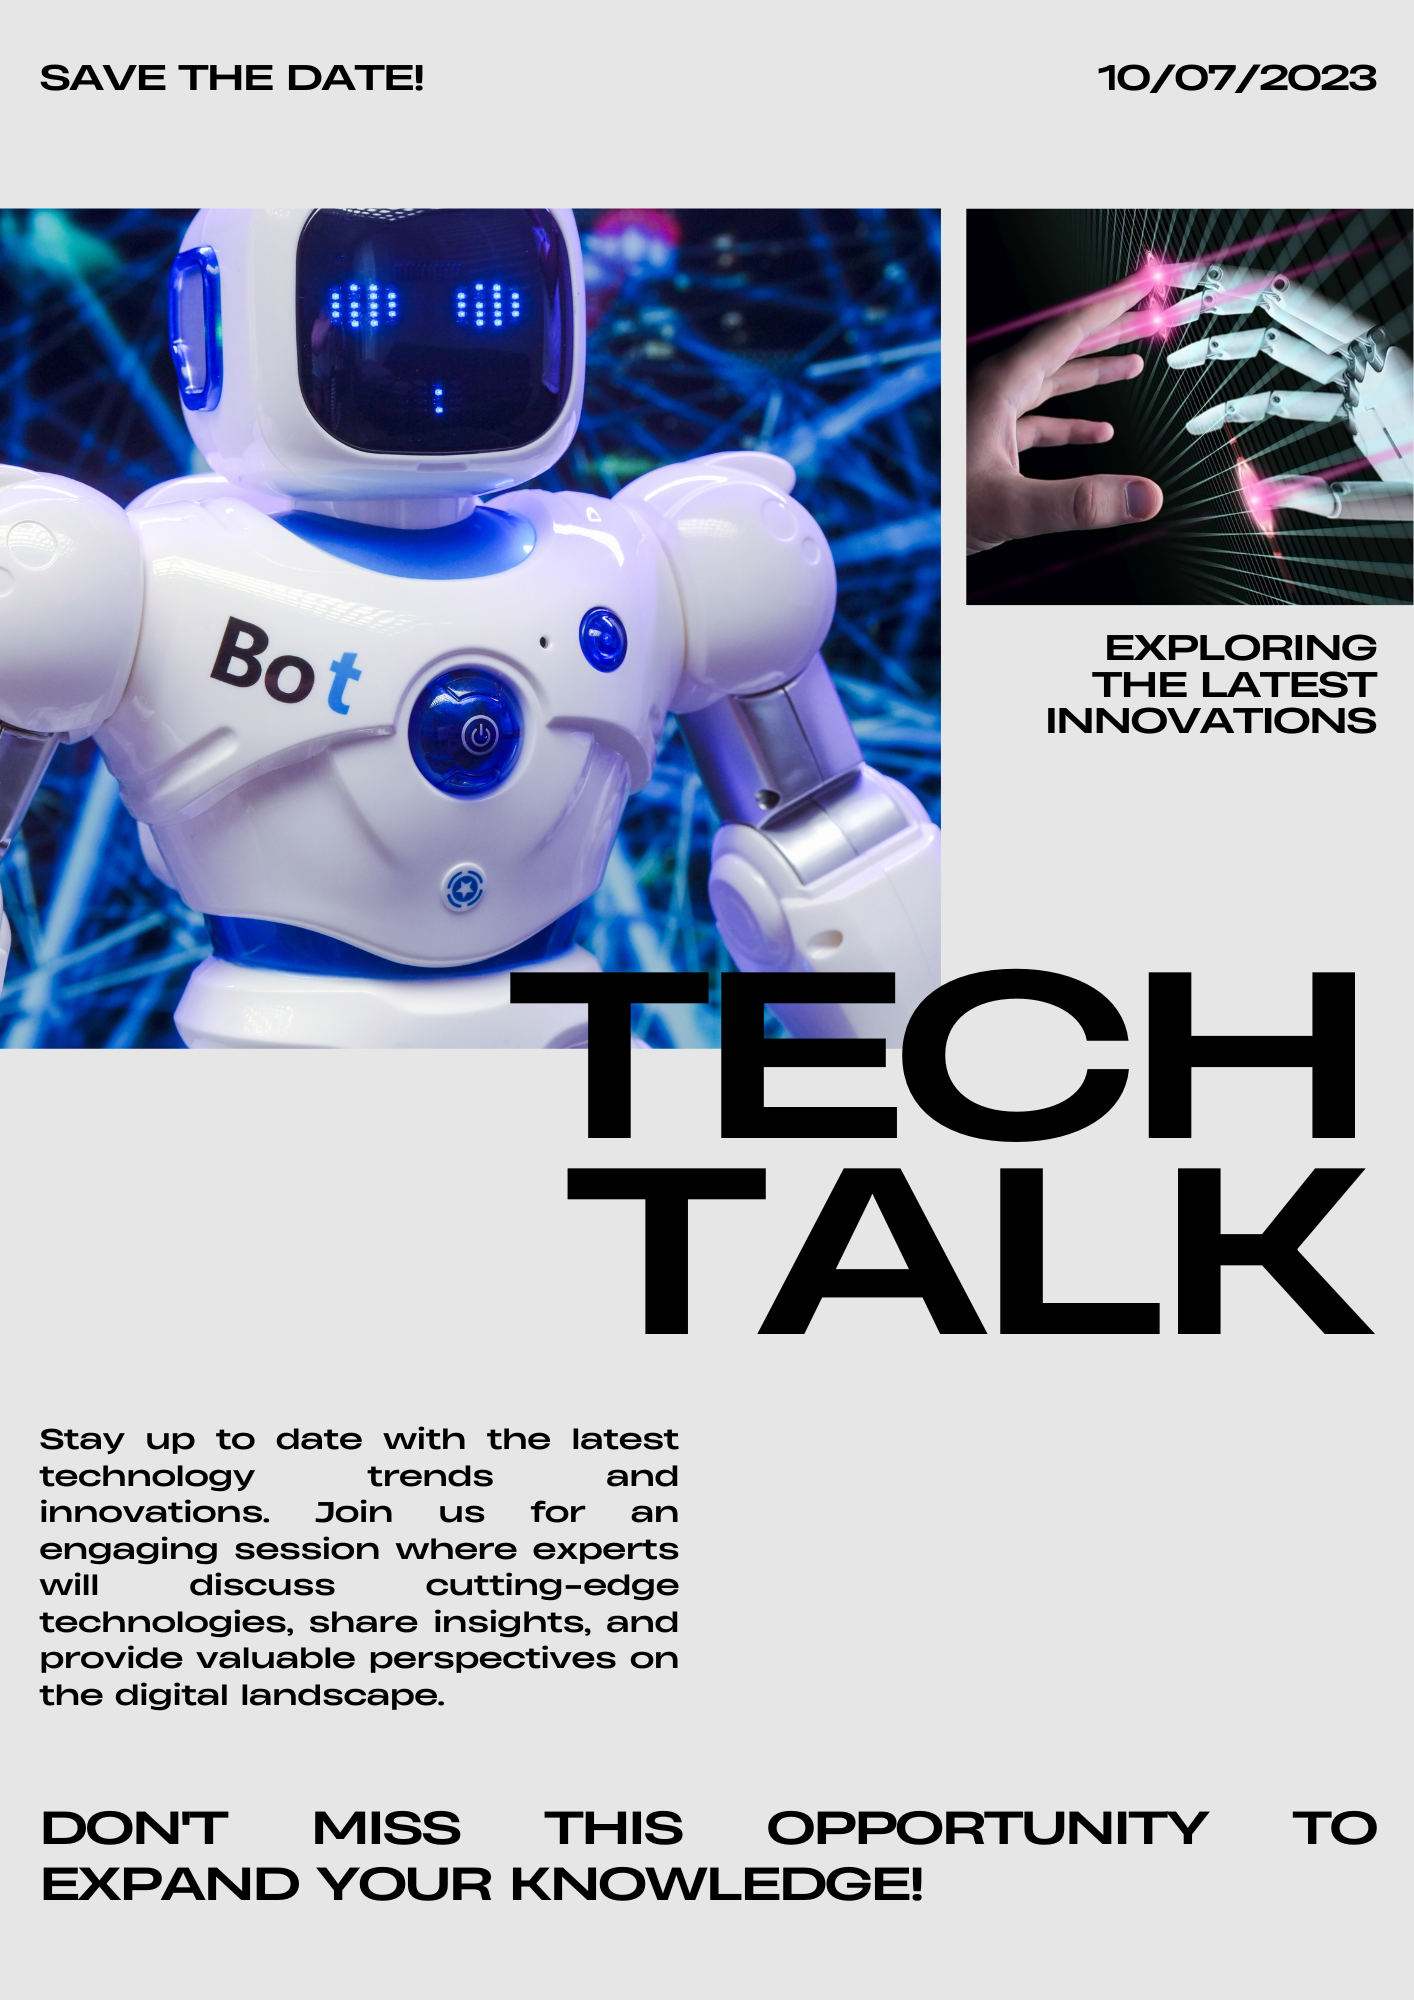 SAVE THE DATE!
10/07/2023
Bot
EXPLORING
THE LATEST
INNOVATIONS
TECH
TALK
Stay up to date with the latest
technology trends and
innovations. Join us for an
engaging session where experts
will discuss cutting-edge
technologies, share insights, and
provide valuable perspectives on
the digital landscape.
DON'T MISS THIS OPPORTUNITY TO
EXPAND YOUR KNOWLEDGE!